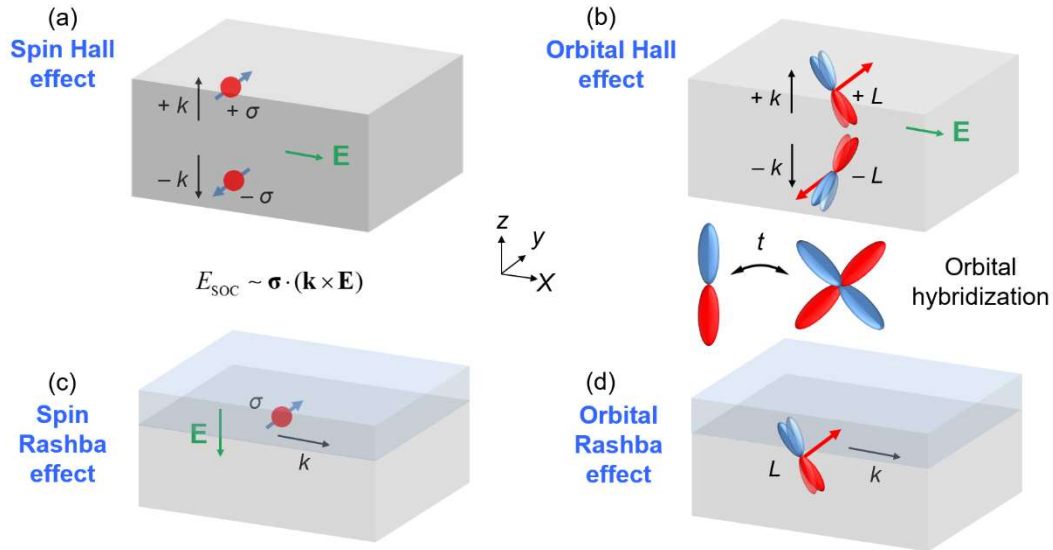 (a)
Spin Hall
effect
+ k
+ σ
E
− k
− σ
(b)
Orbital Hall
effect
+ k
+ L
E
− k
− L
z
y
X
E_SOC ~ σ · (k × E)
t
Orbital
hybridization
(c)
Spin
Rashba
effect
σ
E
k
(d)
Orbital
Rashba
effect
L
k